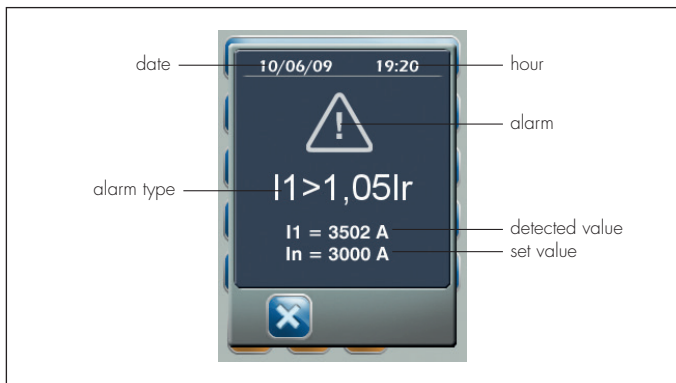 date 10/06/09 19:20 hour
alarm
alarm type I1>1,05Ir
I1 = 3502 A detected value
In = 3000 A set value